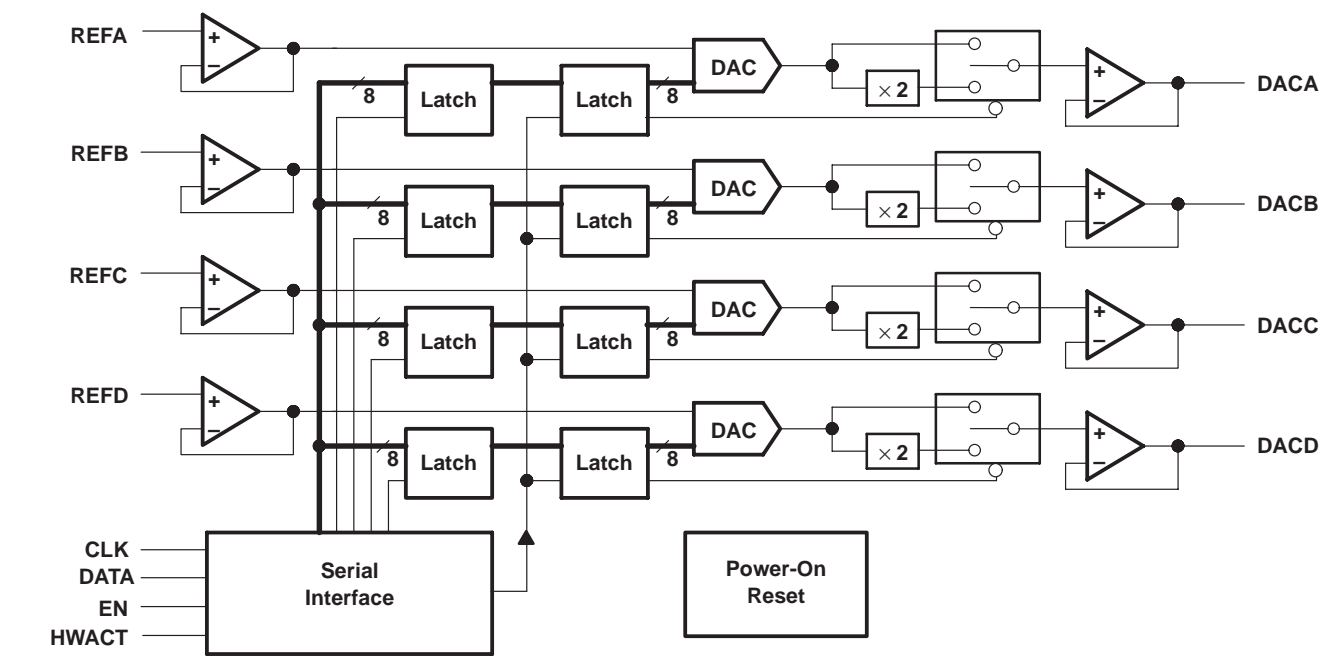 REFA
+
−
DAC
8
Latch
Latch
8
× 2
+
−
DACA
REFB
+
−
DAC
8
Latch
Latch
8
× 2
+
−
DACB
REFC
+
−
DAC
8
Latch
Latch
8
× 2
+
−
DACC
REFD
+
−
DAC
8
Latch
Latch
8
× 2
+
−
DACD
CLK
DATA
EN
HWACT
Serial
Interface
Power-On
Reset